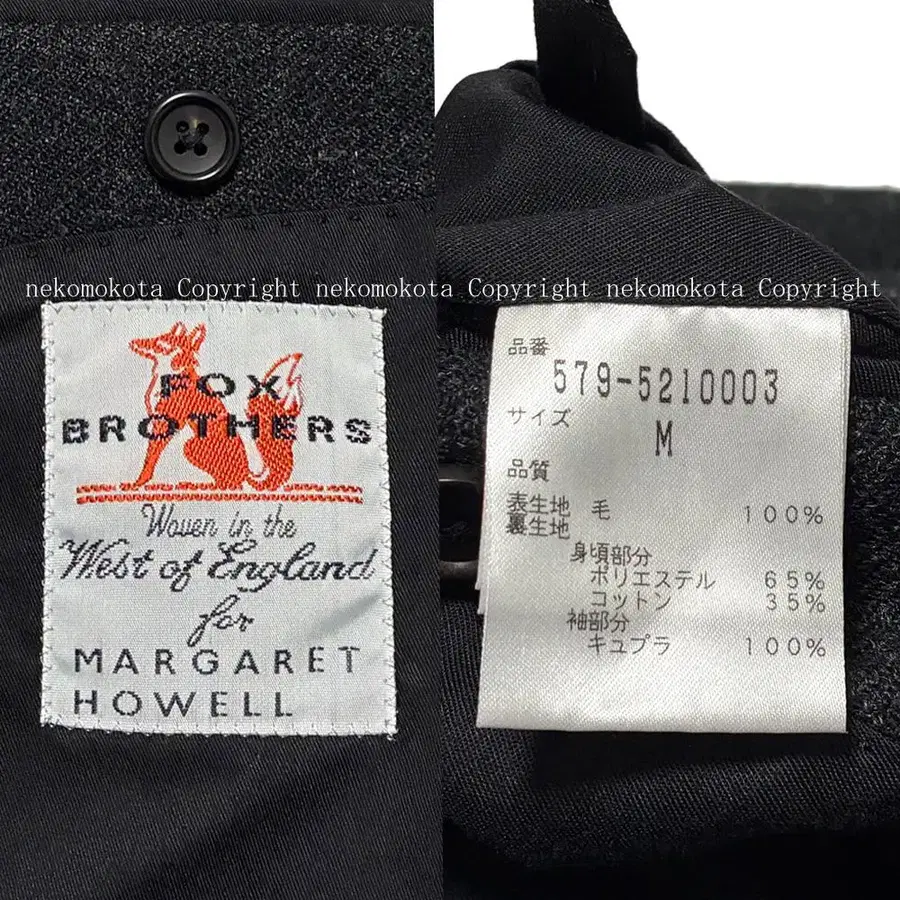 nekomokota Copyright nekomokota Copyright nekomokota Copyright
FOX
BROTHERS
Woven in the
West of England
for
MARGARET
HOWELL
品番
579-5210003
サイズ
M
品質
表生地 毛 100%
裏生地
身頃部分
ポリエステル 65%
コットン 35%
袖部分
キュプラ 100%